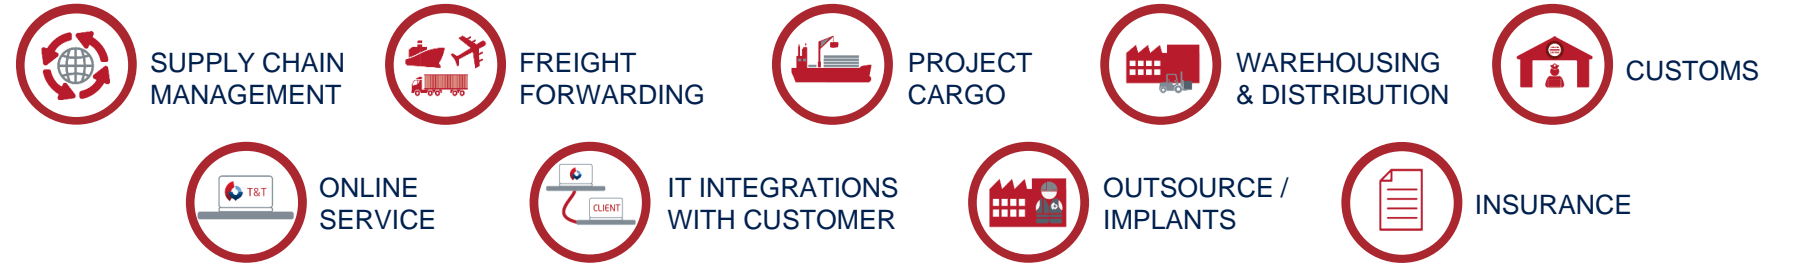 SUPPLY CHAIN
MANAGEMENT
FREIGHT
FORWARDING
PROJECT
CARGO
WAREHOUSING
& DISTRIBUTION
CUSTOMS
T&T
ONLINE
SERVICE
CLIENT
IT INTEGRATIONS
WITH CUSTOMER
OUTSOURCE /
IMPLANTS
INSURANCE